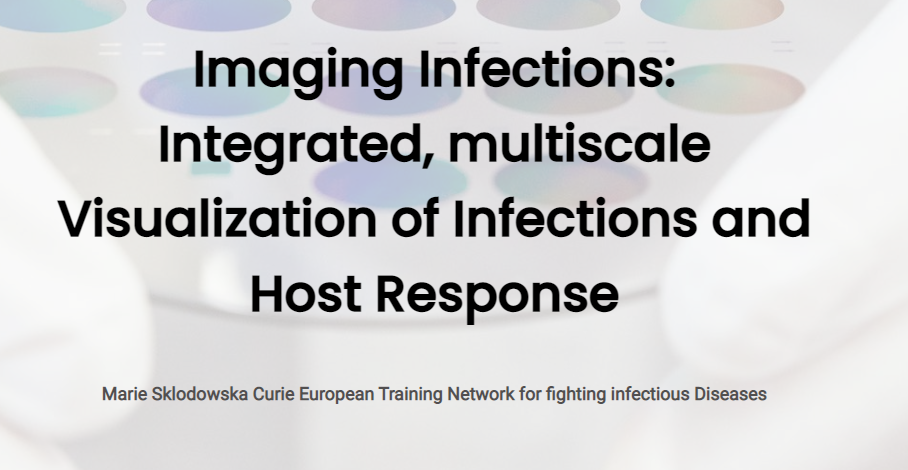 Imaging Infections:
Integrated, multiscale
Visualization of Infections and
Host Response
Marie Sklodowska Curie European Training Network for fighting infectious Diseases